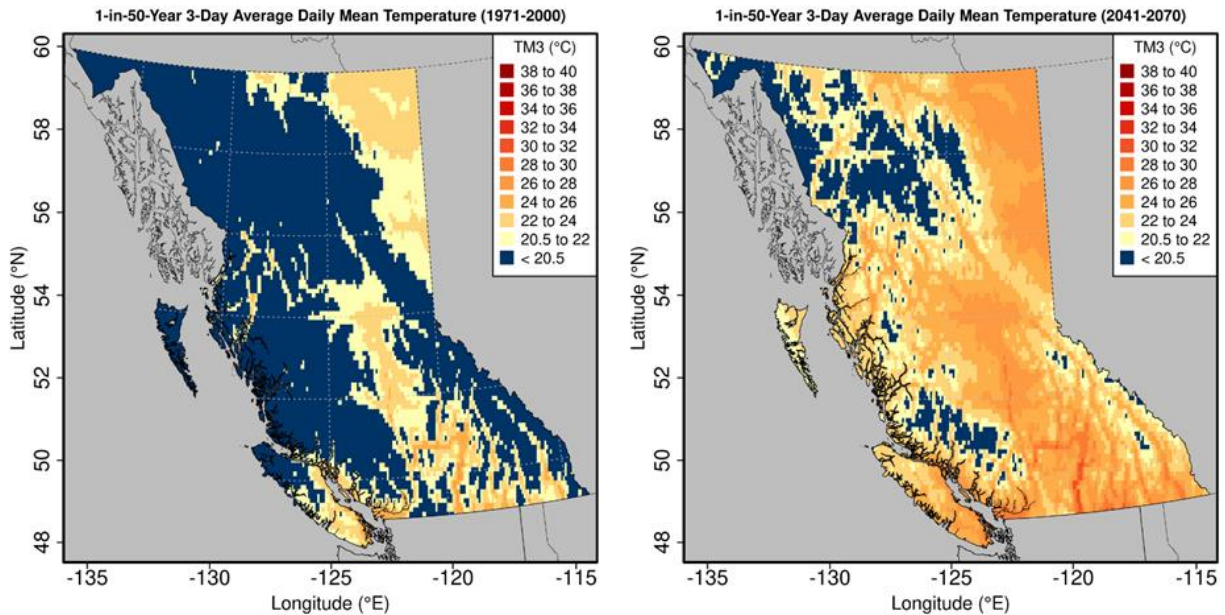 1-in-50-Year 3-Day Average Daily Mean Temperature (1971-2000)
60
58
56
54
52
50
48
Latitude (°N)
-135
-130
-125
-120
-115
Longitude (°E)
TM3 (°C)
38 to 40
36 to 38
34 to 36
32 to 34
30 to 32
28 to 30
26 to 28
24 to 26
22 to 24
20.5 to 22
< 20.5
1-in-50-Year 3-Day Average Daily Mean Temperature (2041-2070)
60
58
56
54
52
50
48
Latitude (°N)
-135
-130
-125
-120
-115
Longitude (°E)
TM3 (°C)
38 to 40
36 to 38
34 to 36
32 to 34
30 to 32
28 to 30
26 to 28
24 to 26
22 to 24
20.5 to 22
< 20.5